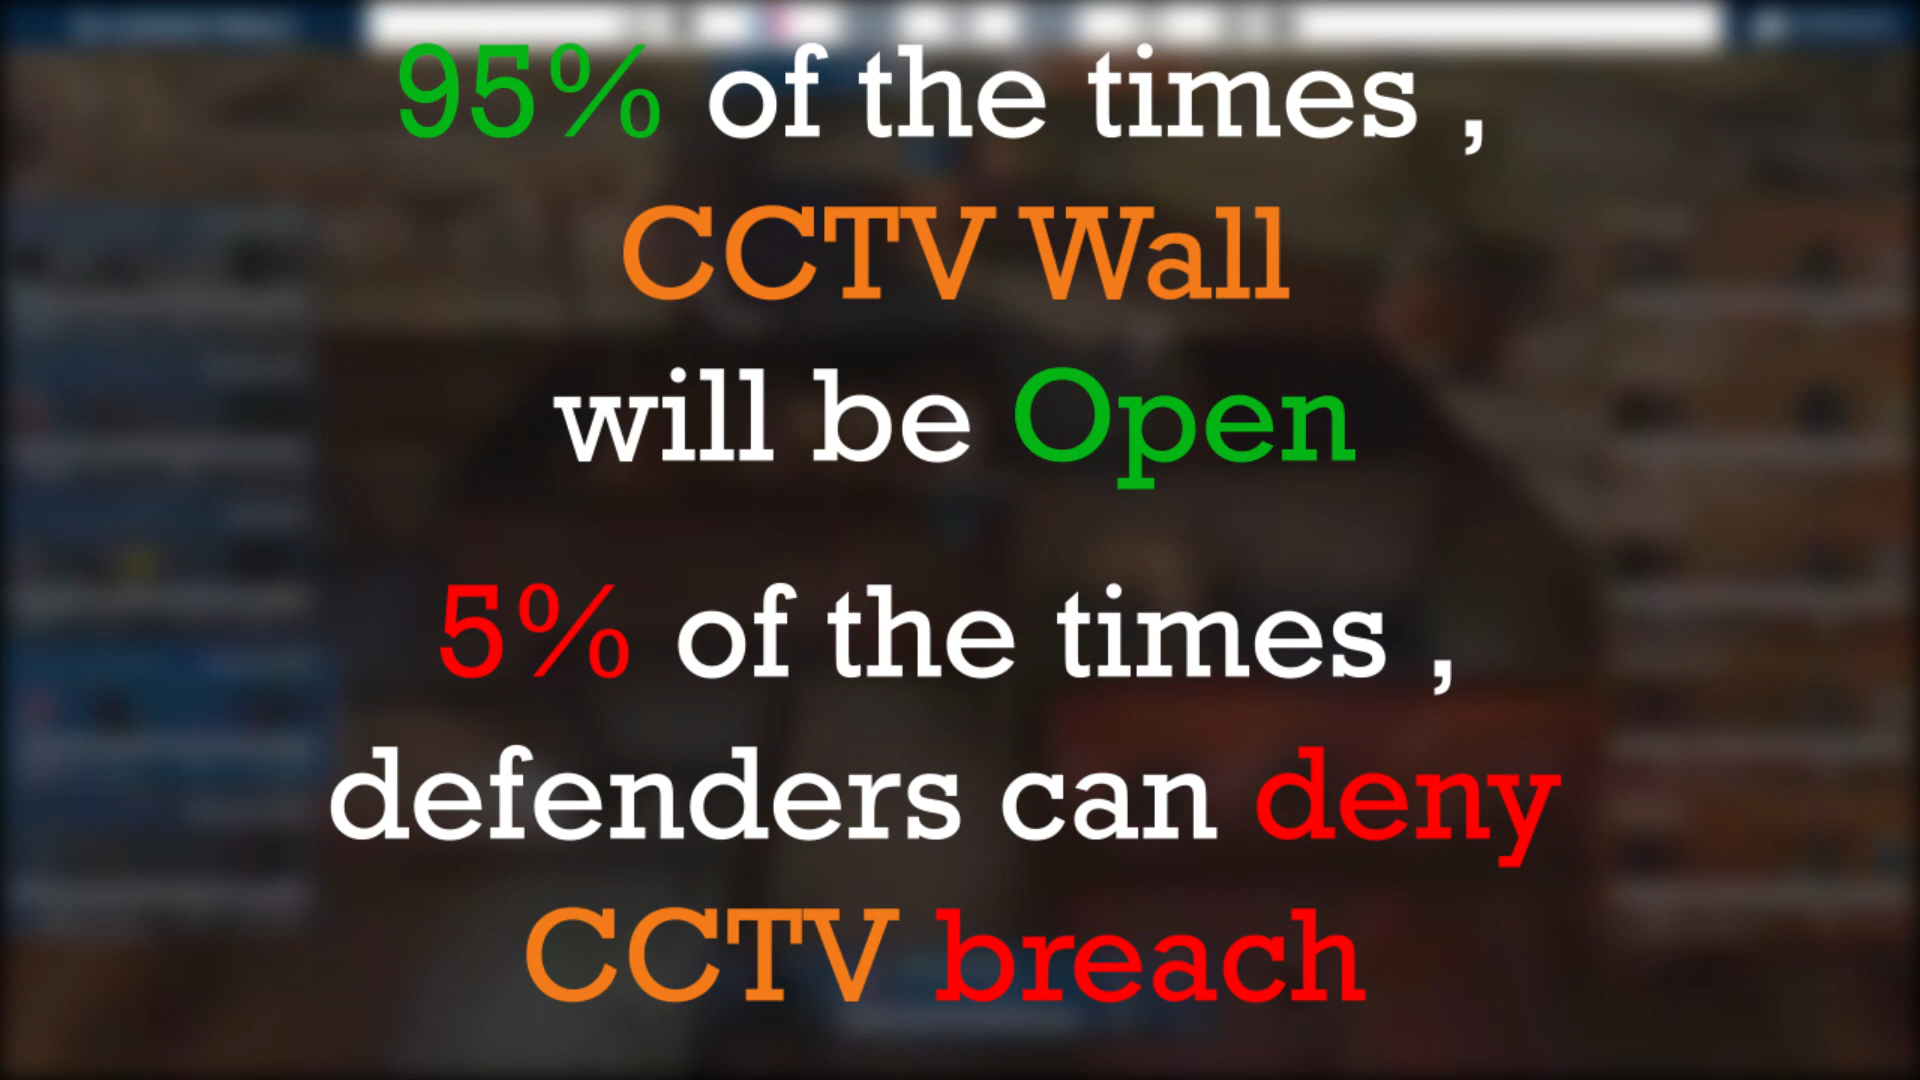 95% of the times ,
CCTV Wall
will be Open
5% of the times ,
defenders can deny
CCTV breach